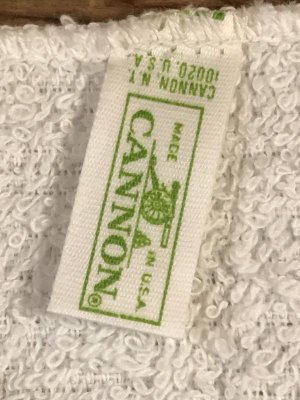 CANNON, N.Y.
10020, U.S.A.
CANNON®
MADE IN U.S.A.